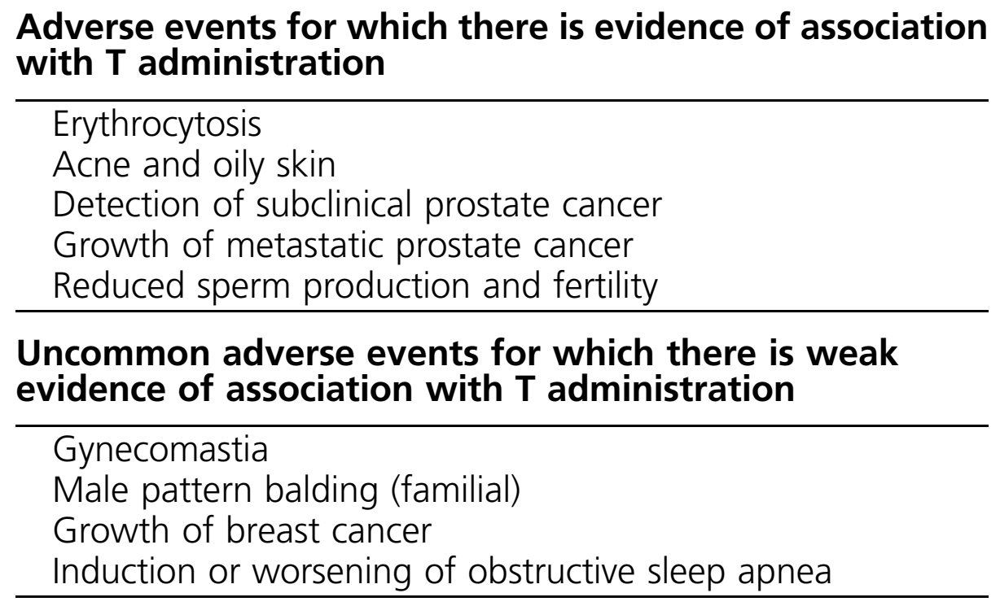 Adverse events for which there is evidence of association
with T administration
Erythrocytosis
Acne and oily skin
Detection of subclinical prostate cancer
Growth of metastatic prostate cancer
Reduced sperm production and fertility
Uncommon adverse events for which there is weak
evidence of association with T administration
Gynecomastia
Male pattern balding (familial)
Growth of breast cancer
Induction or worsening of obstructive sleep apnea